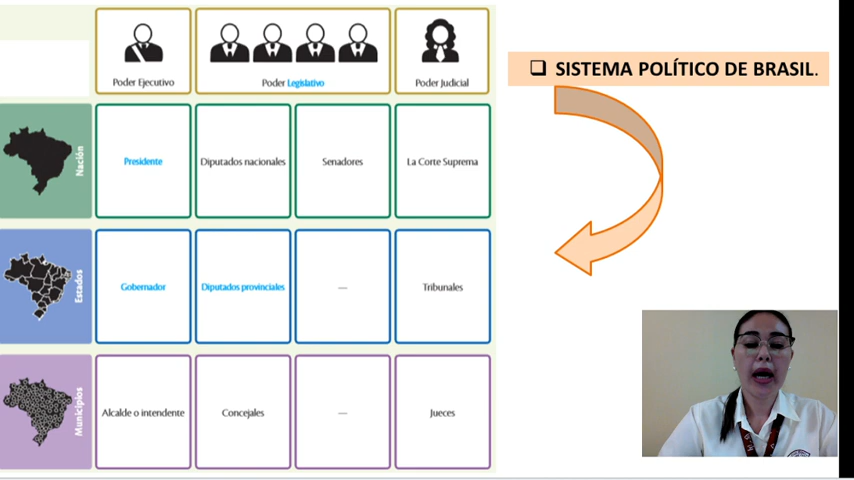 Poder Ejecutivo
Poder Legislativo
Poder Judicial
SISTEMA POLÍTICO DE BRASIL.
Nación
Presidente
Diputados nacionales
Senadores
La Corte Suprema
Estados
Gobernador
Diputados provinciales
—
Tribunales
Municipios
Alcalde o intendente
Concejales
—
Jueces